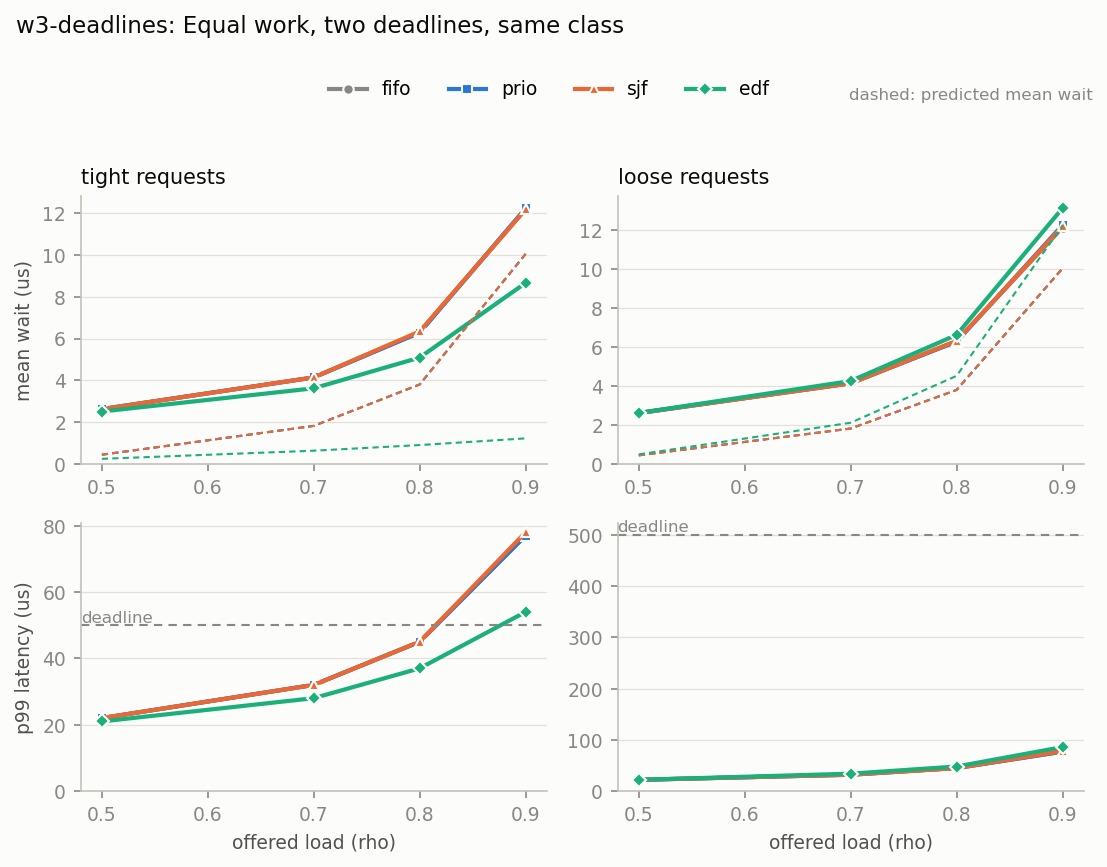 w3-deadlines: Equal work, two deadlines, same class
fifo prio sjf edf
dashed: predicted mean wait
tight requests
loose requests
mean wait (us)
12
10
8
6
4
2
0
0.5 0.6 0.7 0.8 0.9
12
10
8
6
4
2
0
0.5 0.6 0.7 0.8 0.9
p99 latency (us)
80
60
deadline
40
20
0
0.5 0.6 0.7 0.8 0.9
offered load (rho)
deadline
500
400
300
200
100
0
0.5 0.6 0.7 0.8 0.9
offered load (rho)